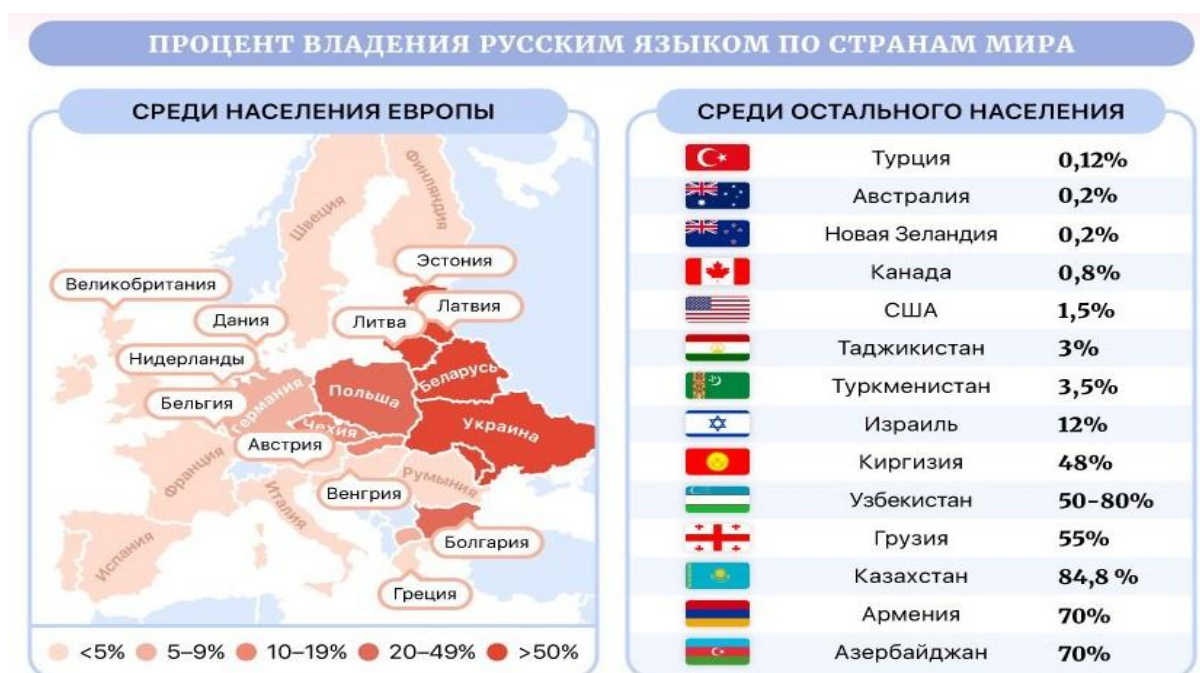 ПРОЦЕНТ ВЛАДЕНИЯ РУССКИМ ЯЗЫКОМ ПО СТРАНАМ МИРА
СРЕДИ НАСЕЛЕНИЯ ЕВРОПЫ
Финляндия
Швеция
Эстония
Великобритания
Латвия
Дания
Литва
Нидерланды
Беларусь
Польша
Германия
Бельгия
Украина
Чехия
Австрия
Франция
Румыния
Венгрия
Италия
Болгария
Испания
Греция
<5% 5–9% 10–19% 20–49% >50%
СРЕДИ ОСТАЛЬНОГО НАСЕЛЕНИЯ
Турция 0,12%
Австралия 0,2%
Новая Зеландия 0,2%
Канада 0,8%
США 1,5%
Таджикистан 3%
Туркменистан 3,5%
Израиль 12%
Киргизия 48%
Узбекистан 50–80%
Грузия 55%
Казахстан 84,8 %
Армения 70%
Азербайджан 70%